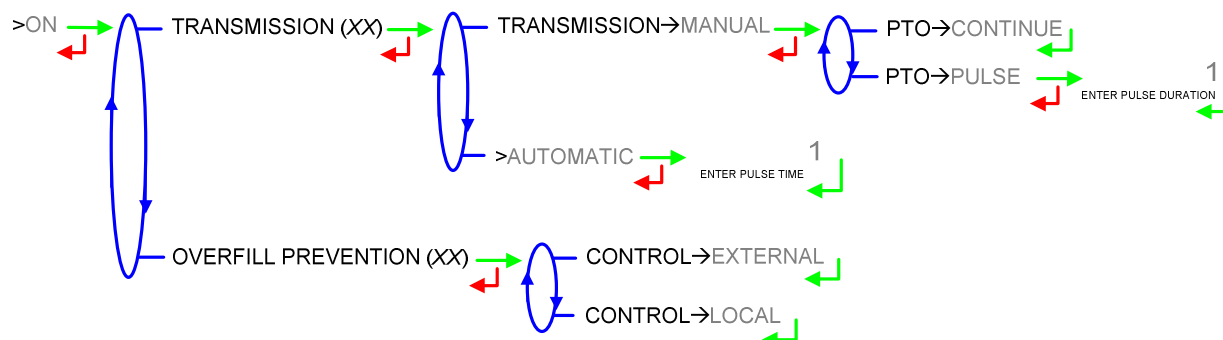 >ON
TRANSMISSION (XX)
TRANSMISSION→MANUAL
PTO→CONTINUE
PTO→PULSE
1
ENTER PULSE DURATION
>AUTOMATIC
1
ENTER PULSE TIME
OVERFILL PREVENTION (XX)
CONTROL→EXTERNAL
CONTROL→LOCAL